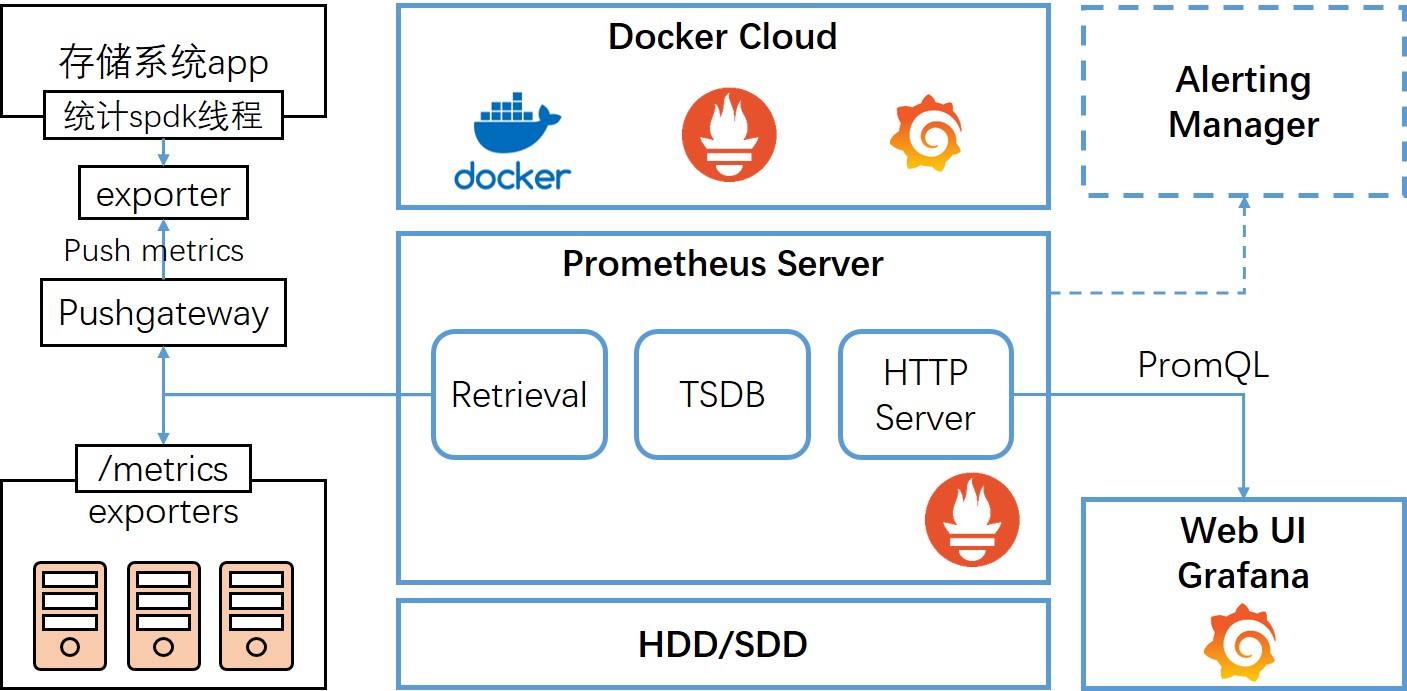 存储系统app
统计spdk线程
exporter
Push metrics
Pushgateway
/metrics
exporters
Docker Cloud
docker
Prometheus Server
Retrieval
TSDB
HTTP
Server
HDD/SDD
Alerting
Manager
PromQL
Web UI
Grafana